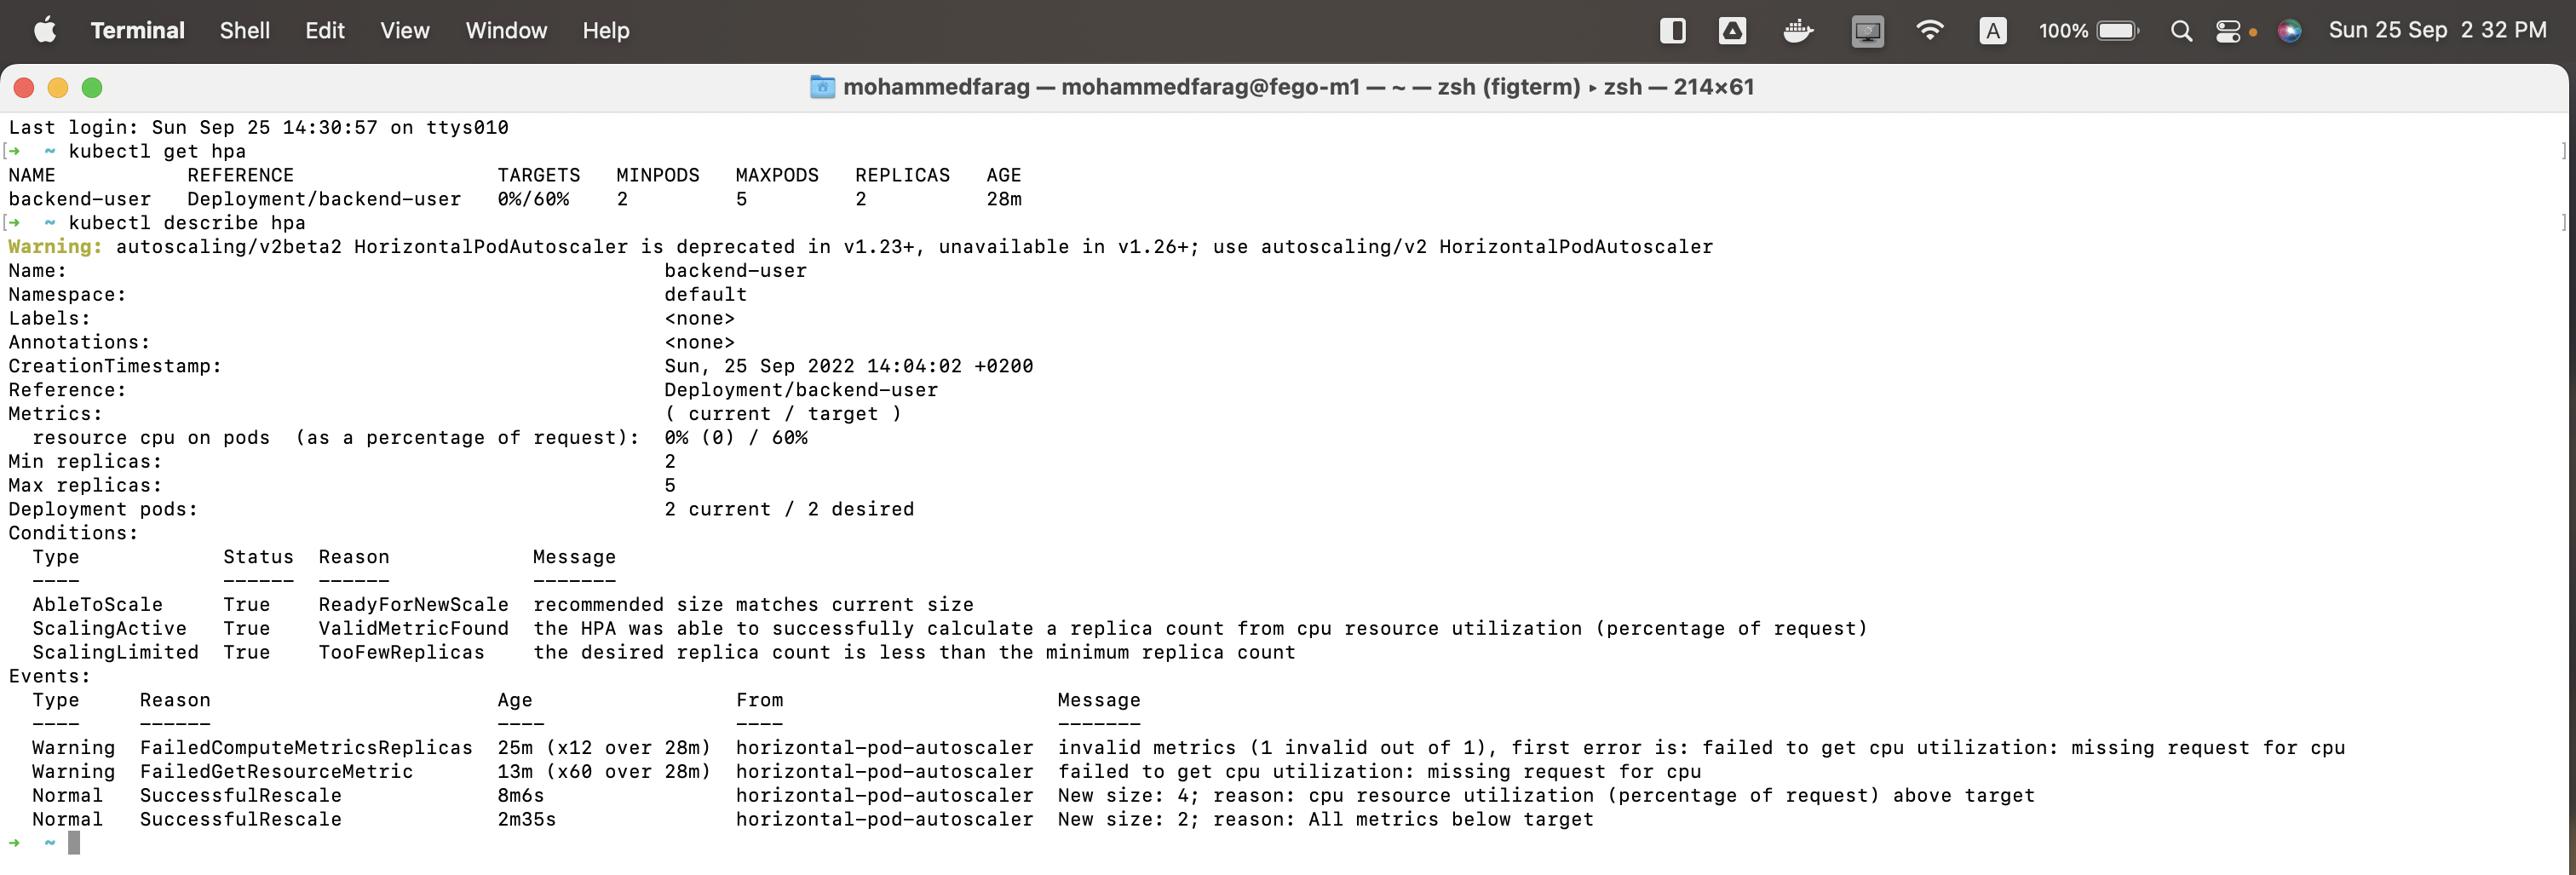 Terminal Shell Edit View Window Help A 100% Sun 25 Sep 2 32 PM
mohammedfarag — mohammedfarag@fego-m1 — ~ — zsh (figterm) ▸ zsh — 214×61
Last login: Sun Sep 25 14:30:57 on ttys010
[➜ ~ kubectl get hpa ]
NAME REFERENCE TARGETS MINPODS MAXPODS REPLICAS AGE
backend-user Deployment/backend-user 0%/60% 2 5 2 28m
[➜ ~ kubectl describe hpa ]
Warning: autoscaling/v2beta2 HorizontalPodAutoscaler is deprecated in v1.23+, unavailable in v1.26+; use autoscaling/v2 HorizontalPodAutoscaler
Name: backend-user
Namespace: default
Labels: <none>
Annotations: <none>
CreationTimestamp: Sun, 25 Sep 2022 14:04:02 +0200
Reference: Deployment/backend-user
Metrics: ( current / target )
resource cpu on pods (as a percentage of request): 0% (0) / 60%
Min replicas: 2
Max replicas: 5
Deployment pods: 2 current / 2 desired
Conditions:
Type Status Reason Message
---- ------ ------ -------
AbleToScale True ReadyForNewScale recommended size matches current size
ScalingActive True ValidMetricFound the HPA was able to successfully calculate a replica count from cpu resource utilization (percentage of request)
ScalingLimited True TooFewReplicas the desired replica count is less than the minimum replica count
Events:
Type Reason Age From Message
---- ------ ---- ---- -------
Warning FailedComputeMetricsReplicas 25m (x12 over 28m) horizontal-pod-autoscaler invalid metrics (1 invalid out of 1), first error is: failed to get cpu utilization: missing request for cpu
Warning FailedGetResourceMetric 13m (x60 over 28m) horizontal-pod-autoscaler failed to get cpu utilization: missing request for cpu
Normal SuccessfulRescale 8m6s horizontal-pod-autoscaler New size: 4; reason: cpu resource utilization (percentage of request) above target
Normal SuccessfulRescale 2m35s horizontal-pod-autoscaler New size: 2; reason: All metrics below target
➜ ~